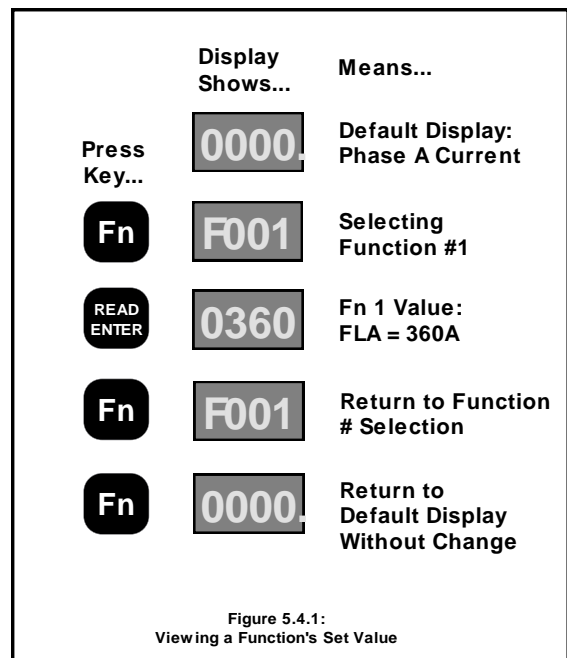 Display
Shows...
Means...
Press
Key...
0000.
Default Display:
Phase A Current
Fn
F001
Selecting
Function #1
READ
ENTER
0360
Fn 1 Value:
FLA = 360A
Fn
F001
Return to Function
# Selection
Fn
0000.
Return to
Default Display
Without Change
Figure 5.4.1:
Viewing a Function's Set Value